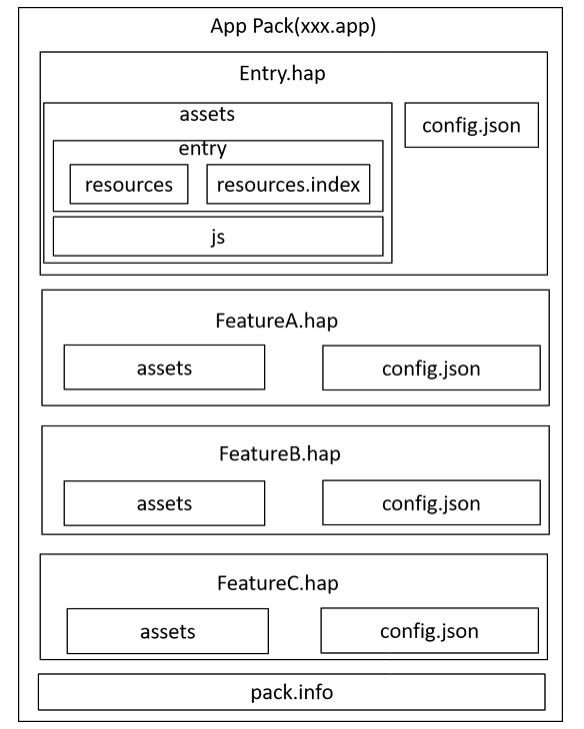 App Pack(xxx.app)
Entry.hap
assets
config.json
entry
resources
resources.index
js
FeatureA.hap
assets
config.json
FeatureB.hap
assets
config.json
FeatureC.hap
assets
config.json
pack.info